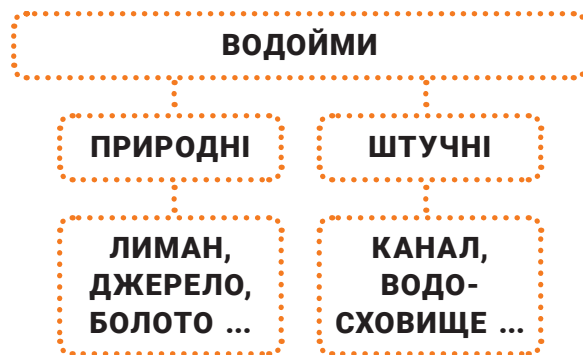 ВОДОЙМИ
ПРИРОДНІ
ШТУЧНІ
ЛИМАН,
ДЖЕРЕЛО,
БОЛОТО ...
КАНАЛ,
ВОДО-
СХОВИЩЕ ...